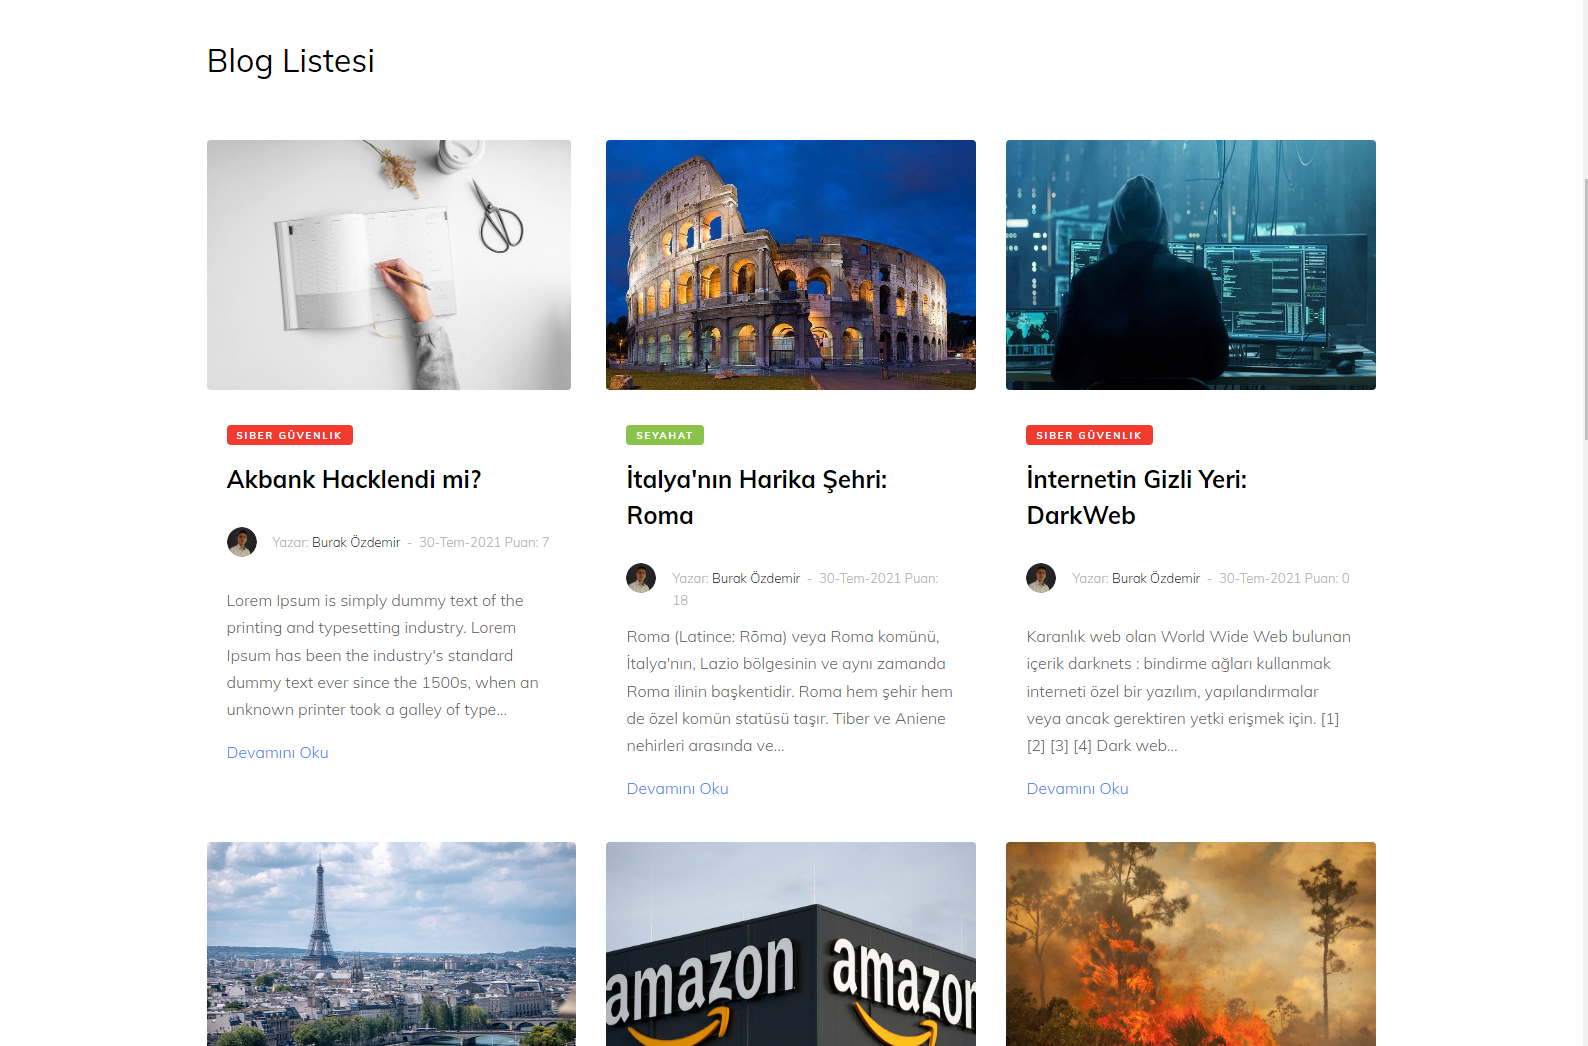 Blog Listesi
SIBER GÜVENLIK
Akbank Hacklendi mi?
Yazar: Burak Özdemir - 30-Tem-2021 Puan: 7
Lorem Ipsum is simply dummy text of the
printing and typesetting industry. Lorem
Ipsum has been the industry's standard
dummy text ever since the 1500s, when an
unknown printer took a galley of type...
Devamını Oku
SEYAHAT
İtalya'nın Harika Şehri:
Roma
Yazar: Burak Özdemir - 30-Tem-2021 Puan:
18
Roma (Latince: Rōma) veya Roma komünü,
İtalya'nın, Lazio bölgesinin ve aynı zamanda
Roma ilinin başkentidir. Roma hem şehir hem
de özel komün statüsü taşır. Tiber ve Aniene
nehirleri arasında ve...
Devamını Oku
SIBER GÜVENLIK
İnternetin Gizli Yeri:
DarkWeb
Yazar: Burak Özdemir - 30-Tem-2021 Puan: 0
Karanlık web olan World Wide Web bulunan
içerik darknets : bindirme ağları kullanmak
interneti özel bir yazılım, yapılandırmalar
veya ancak gerektiren yetki erişmek için. [1]
[2] [3] [4] Dark web...
Devamını Oku
amazon
amazon